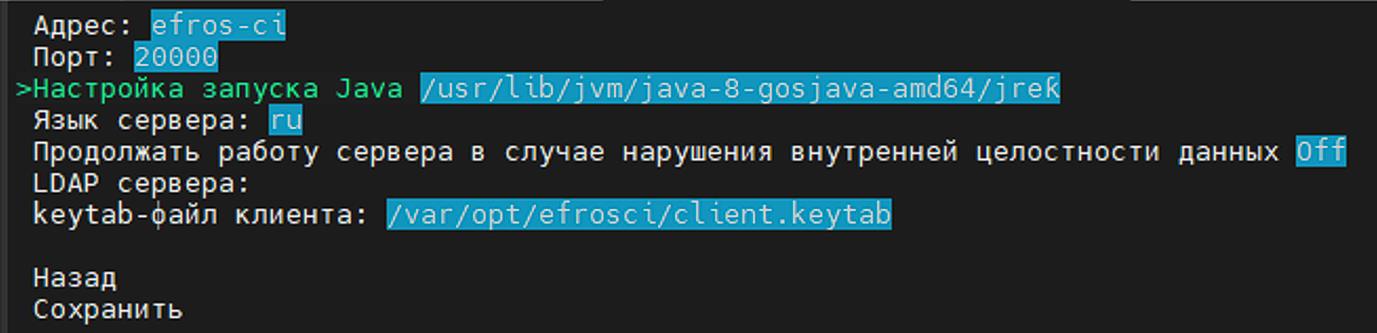 Адрес: efros-ci
Порт: 20000
>Настройка запуска Java /usr/lib/jvm/java-8-gosjava-amd64/jrek
Язык сервера: ru
Продолжать работу сервера в случае нарушения внутренней целостности данных Off
LDAP сервера:
keytab-файл клиента: /var/opt/efrosci/client.keytab
Назад
Сохранить